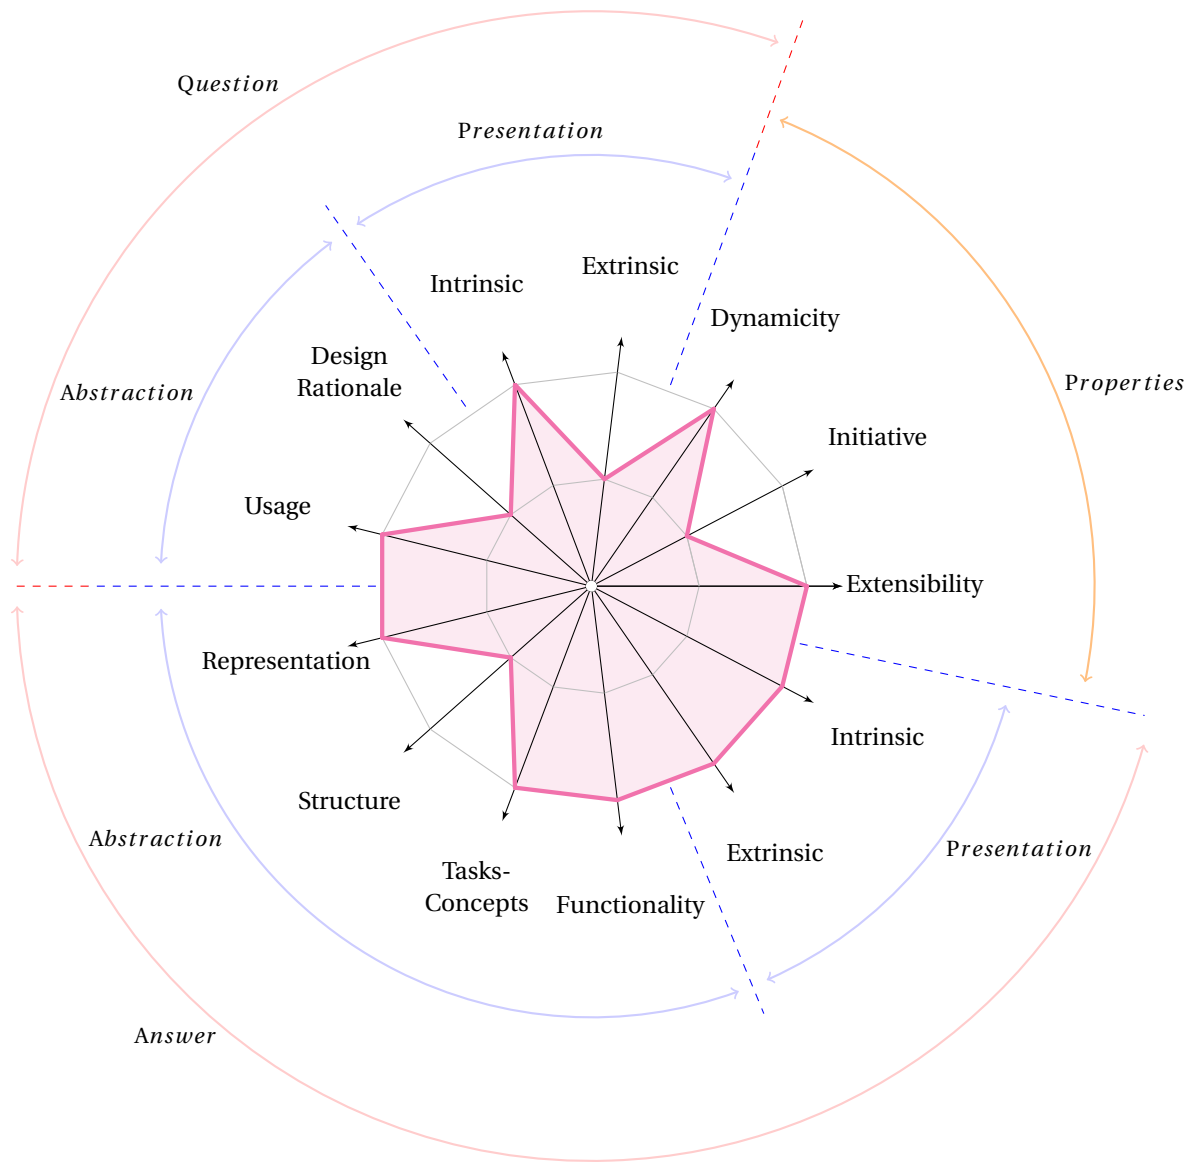 Question
Presentation
Extrinsic
Intrinsic
Dynamicity
Design
Rationale
Properties
Abstraction
Initiative
Usage
Extensibility
Representation
Intrinsic
Structure
Abstraction
Presentation
Extrinsic
Tasks-
Concepts
Functionality
Answer